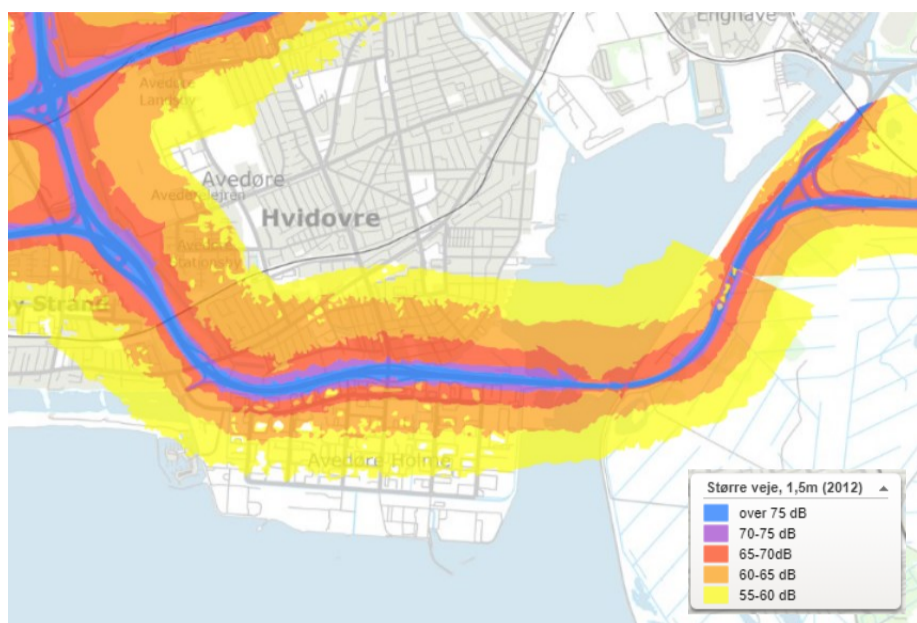 Enghave
Avedøre
Avedøre
Hvidovre
Avedøre Holme
Større veje, 1,5m (2012)
over 75 dB
70-75 dB
65-70dB
60-65 dB
55-60 dB